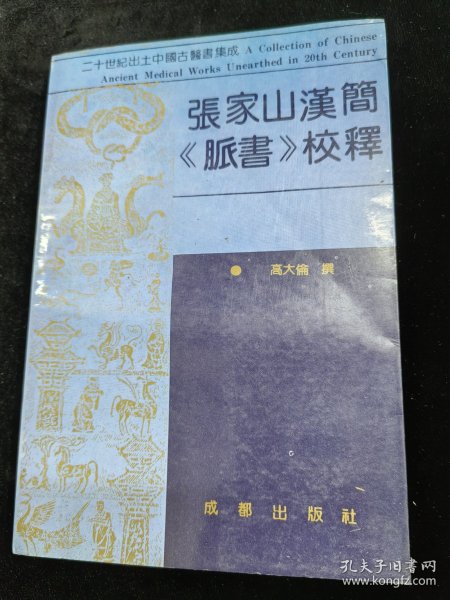 二十世紀出土中國古醫書集成 A Collection of Chinese
Ancient Medical Works Unearthed in 20th Century
張家山漢簡
《脈書》校釋
● 高大倫 撰
成都出版社
孔夫子旧书网
www.kongfz.com